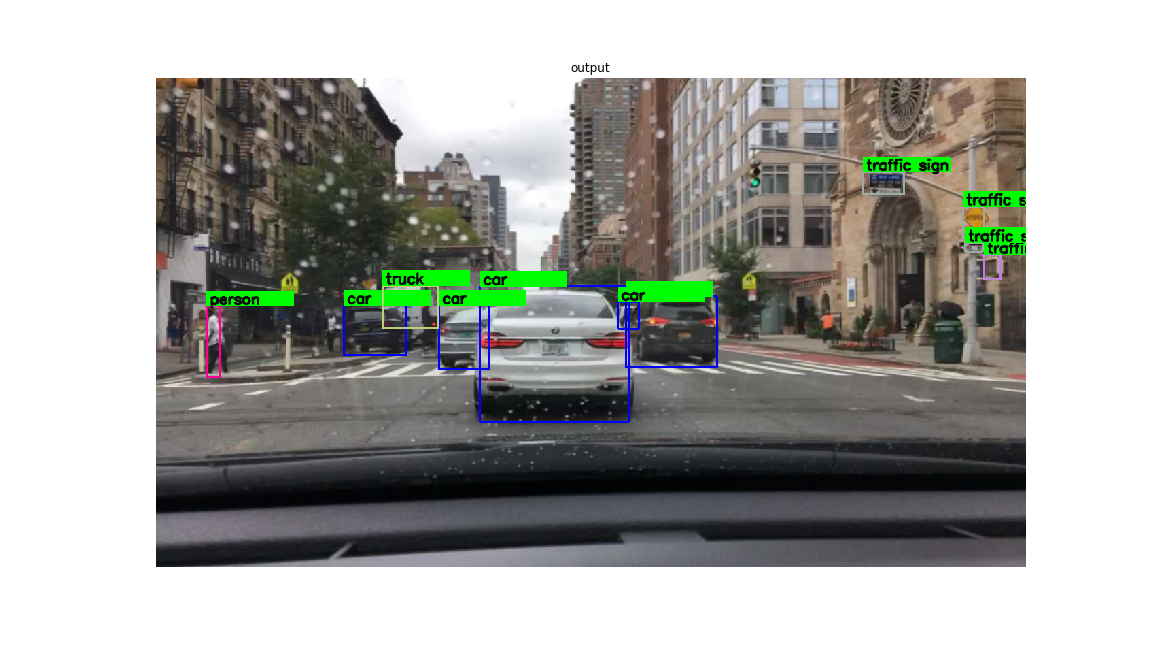 output
traffic sign
traffic s
traffic s
traffi
truck
car
car
car
car
person